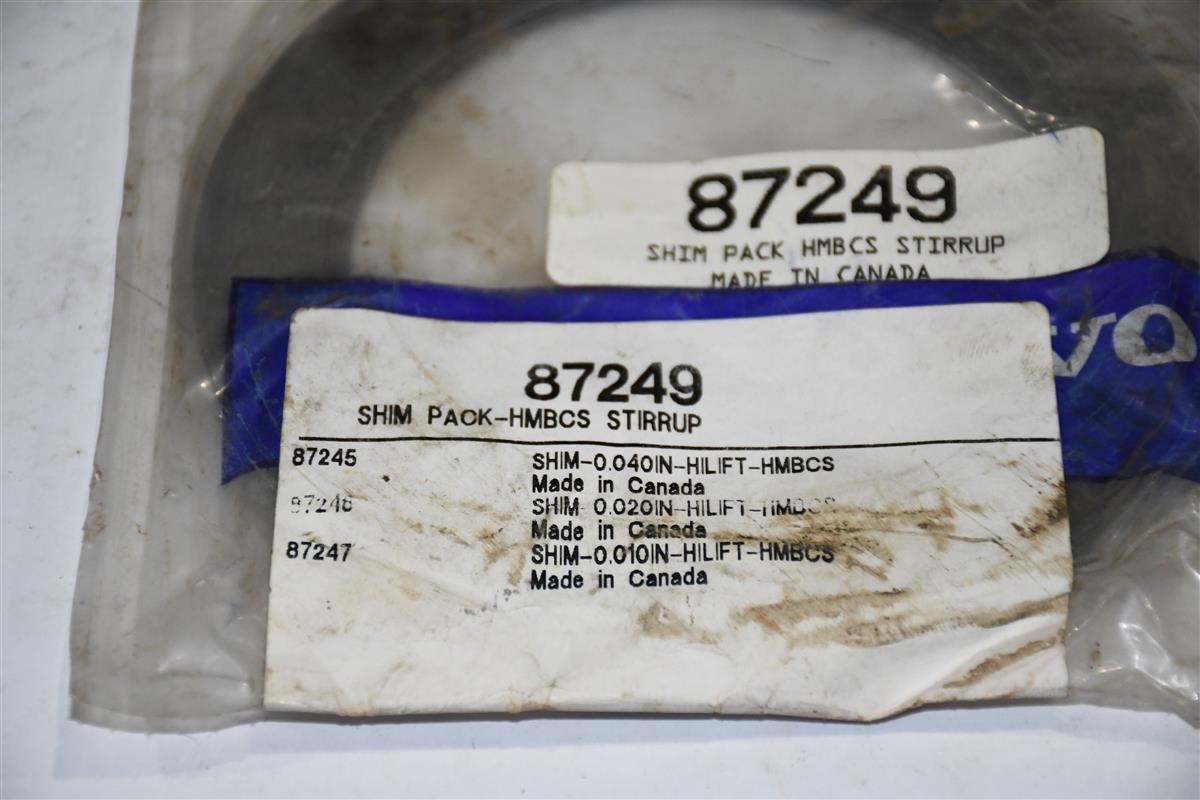 87249
SHIM PACK HMBCS STIRRUP
MADE IN CANADA
87249
SHIM PACK-HMBCS STIRRUP
87245 SHIM-0.040IN-HILIFT-HMBCS
Made in Canada
87246 SHIM-0.020IN-HILIFT-HMBCS
Made in Canada
87247 SHIM-0.010IN-HILIFT-HMBCS
Made in Canada